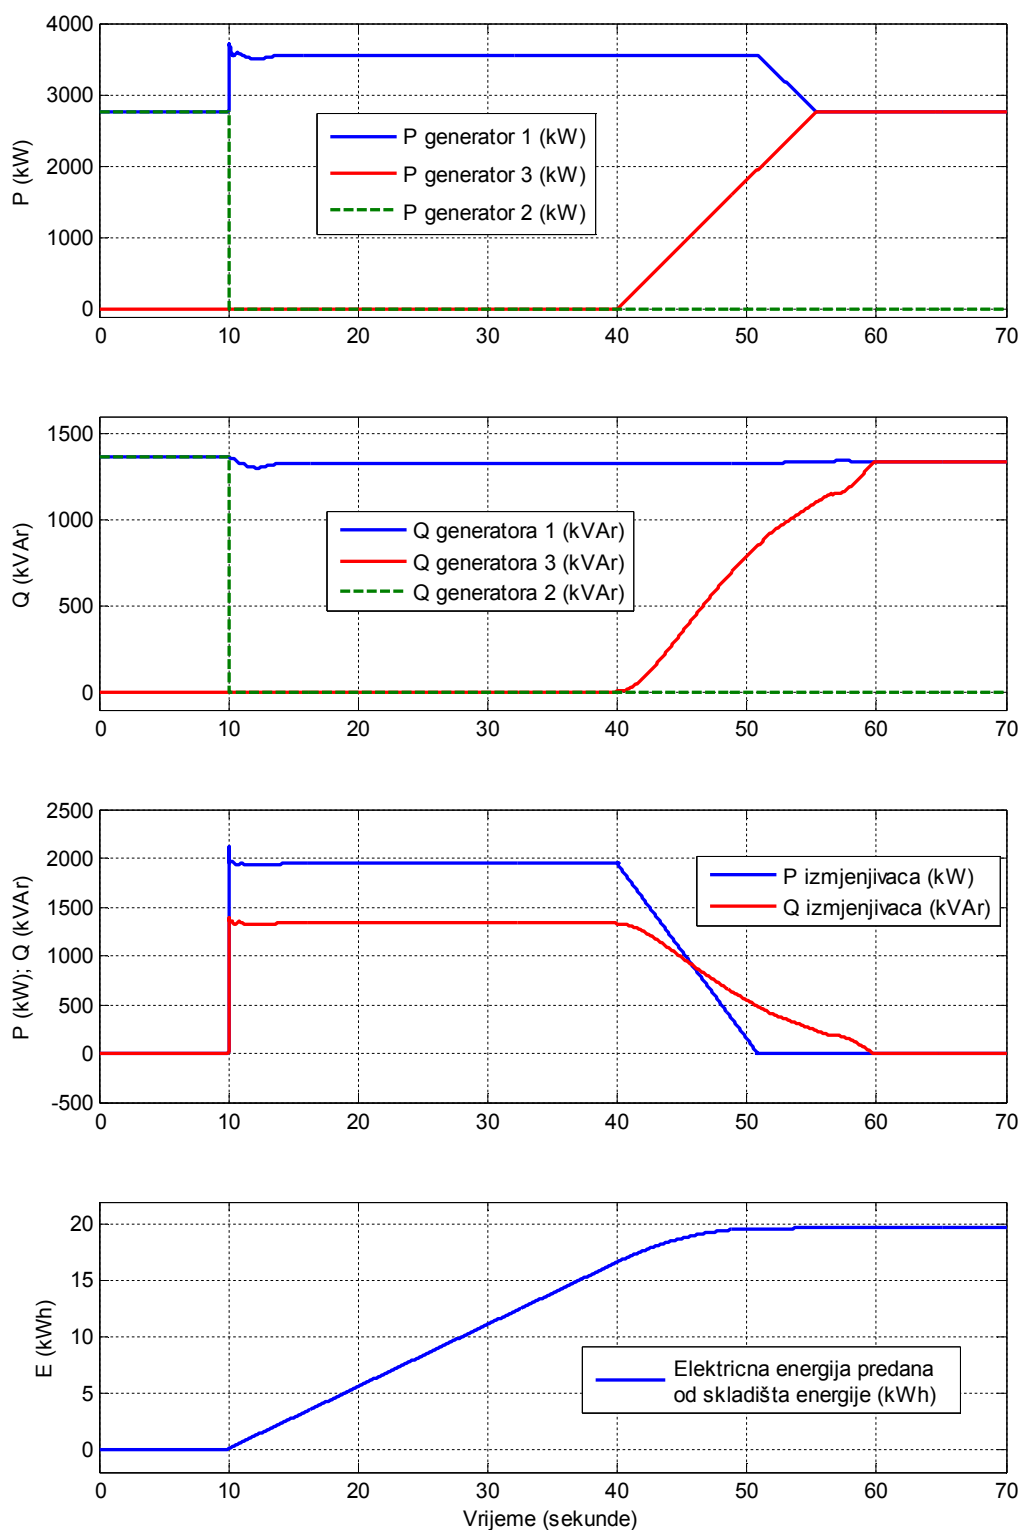 4000
3000
2000
1000
0
P (kW)
P generator 1 (kW)
P generator 3 (kW)
P generator 2 (kW)
0 10 20 30 40 50 60 70
1500
1000
500
0
Q (kVAr)
Q generatora 1 (kVAr)
Q generatora 3 (kVAr)
Q generatora 2 (kVAr)
0 10 20 30 40 50 60 70
2500
2000
1500
1000
500
0
-500
P (kW); Q (kVAr)
P izmjenjivaca (kW)
Q izmjenjivaca (kVAr)
0 10 20 30 40 50 60 70
20
15
10
5
0
E (kWh)
Elektricna energija predana
od skladišta energije (kWh)
0 10 20 30 40 50 60 70
Vrijeme (sekunde)